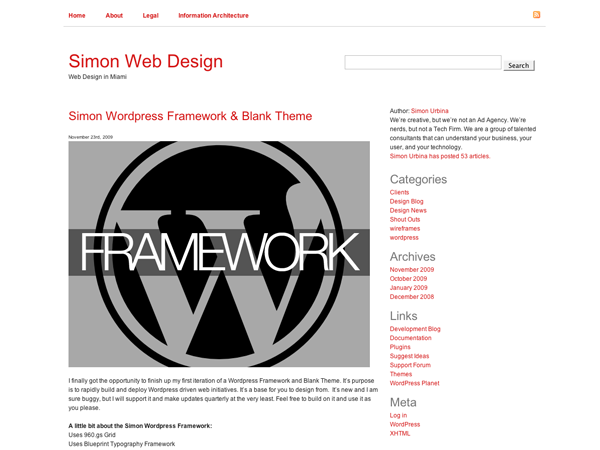 Home About Legal Information Architecture
Simon Web Design
Web Design in Miami
Search
Simon Wordpress Framework & Blank Theme
November 23rd, 2009
FRAMEWORK
I finally got the opportunity to finish up my first iteration of a Wordpress Framework and Blank Theme. It's purpose
is to rapidly build and deploy Wordpress driven web initiatives. It's a base for you to design from. It's new and I am
sure buggy, but I will support it and make updates quarterly at the very least. Feel free to build on it and use it as
you please.
A little bit about the Simon Wordpress Framework:
Uses 960.gs Grid
Uses Blueprint Typography Framework
Author: Simon Urbina
We're creative, but we're not an Ad Agency. We're
nerds, but not a Tech Firm. We are a group of talented
consultants that can understand your business, your
user, and your technology.
Simon Urbina has posted 53 articles.
Categories
Clients
Design Blog
Design News
Shout Outs
wireframes
wordpress
Archives
November 2009
October 2009
January 2009
December 2008
Links
Development Blog
Documentation
Plugins
Suggest Ideas
Support Forum
Themes
WordPress Planet
Meta
Log in
WordPress
XHTML